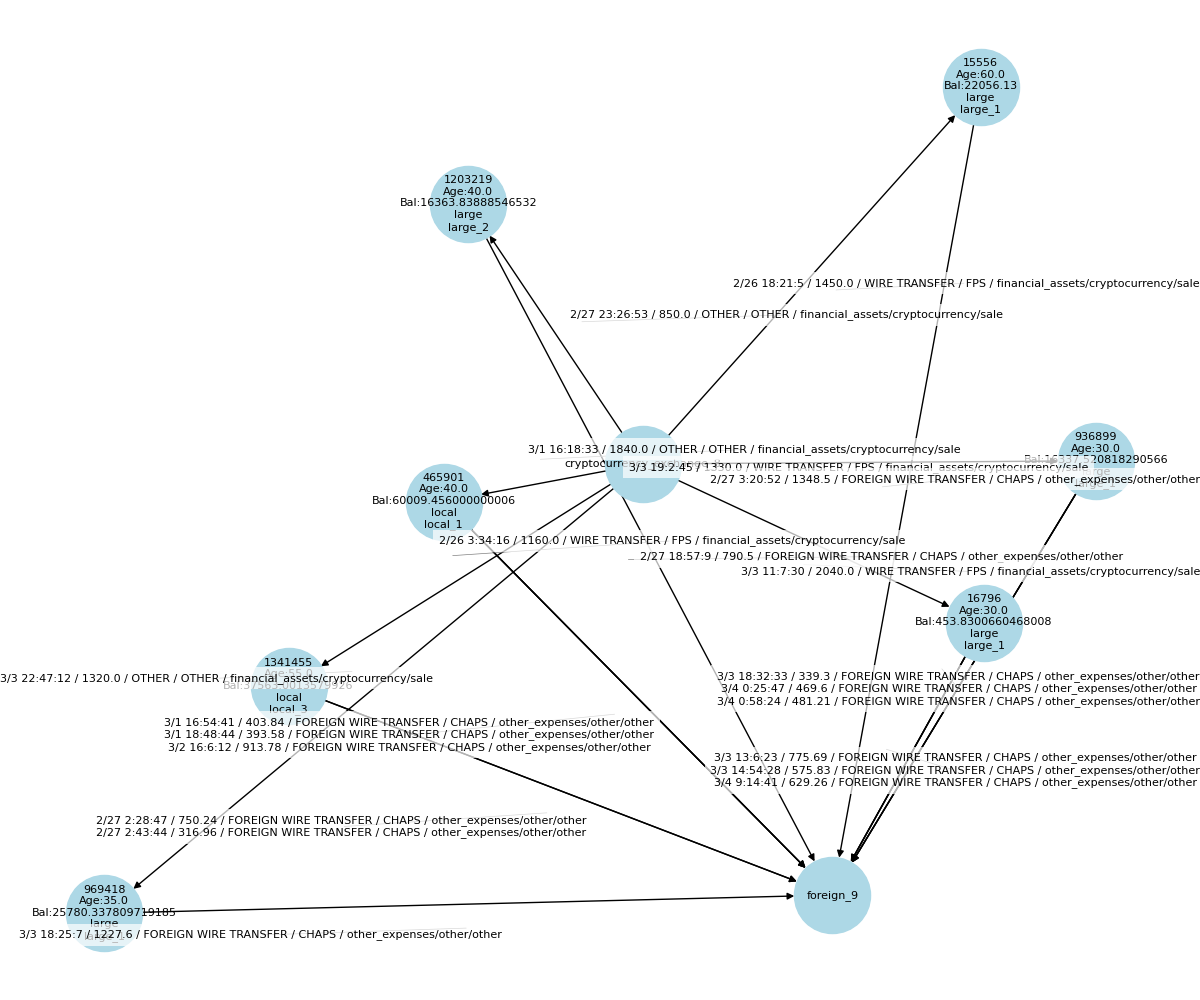 15556
Age:60.0
Bal:22056.13
large
large_1
1203219
Age:40.0
Bal:16363.83888546532
large
large_2
2/26 18:21:5 / 1450.0 / WIRE TRANSFER / FPS / financial_assets/cryptocurrency/sale
2/27 23:26:53 / 850.0 / OTHER / OTHER / financial_assets/cryptocurrency/sale
936899
Age:30.0
large_1
3/1 16:18:33 / 1840.0 / OTHER / OTHER / financial_assets/cryptocurrency/sale
3/3 19:2:45 / 1330.0 / WIRE TRANSFER / FPS / financial_assets/cryptocurrency/sale
2/27 3:20:52 / 1348.5 / FOREIGN WIRE TRANSFER / CHAPS / other_expenses/other/other
465901
Age:40.0
Bal:60009.456000000006
local
local_1
2/26 3:34:16 / 1160.0 / WIRE TRANSFER / FPS / financial_assets/cryptocurrency/sale
2/27 18:57:9 / 790.5 / FOREIGN WIRE TRANSFER / CHAPS / other_expenses/other/other
3/3 11:7:30 / 2040.0 / WIRE TRANSFER / FPS / financial_assets/cryptocurrency/sale
16796
Age:30.0
Bal:453.8300660468008
large
large_1
1341455
Age:55.0
3/3 22:47:12 / 1320.0 / OTHER / OTHER / financial_assets/cryptocurrency/sale
local
local_3
3/3 18:32:33 / 339.3 / FOREIGN WIRE TRANSFER / CHAPS / other_expenses/other/other
3/4 0:25:47 / 469.6 / FOREIGN WIRE TRANSFER / CHAPS / other_expenses/other/other
3/4 0:58:24 / 481.21 / FOREIGN WIRE TRANSFER / CHAPS / other_expenses/other/other
3/1 16:54:41 / 403.84 / FOREIGN WIRE TRANSFER / CHAPS / other_expenses/other/other
3/1 18:48:44 / 393.58 / FOREIGN WIRE TRANSFER / CHAPS / other_expenses/other/other
3/2 16:6:12 / 913.78 / FOREIGN WIRE TRANSFER / CHAPS / other_expenses/other/other
3/3 13:6:23 / 775.69 / FOREIGN WIRE TRANSFER / CHAPS / other_expenses/other/other
3/3 14:54:28 / 575.83 / FOREIGN WIRE TRANSFER / CHAPS / other_expenses/other/other
3/4 9:14:41 / 629.26 / FOREIGN WIRE TRANSFER / CHAPS / other_expenses/other/other
2/27 2:28:47 / 750.24 / FOREIGN WIRE TRANSFER / CHAPS / other_expenses/other/other
2/27 2:43:44 / 316.96 / FOREIGN WIRE TRANSFER / CHAPS / other_expenses/other/other
969418
Age:35.0
Bal:25780.337809719185
large
3/3 18:25:7 / 1227.6 / FOREIGN WIRE TRANSFER / CHAPS / other_expenses/other/other
foreign_9